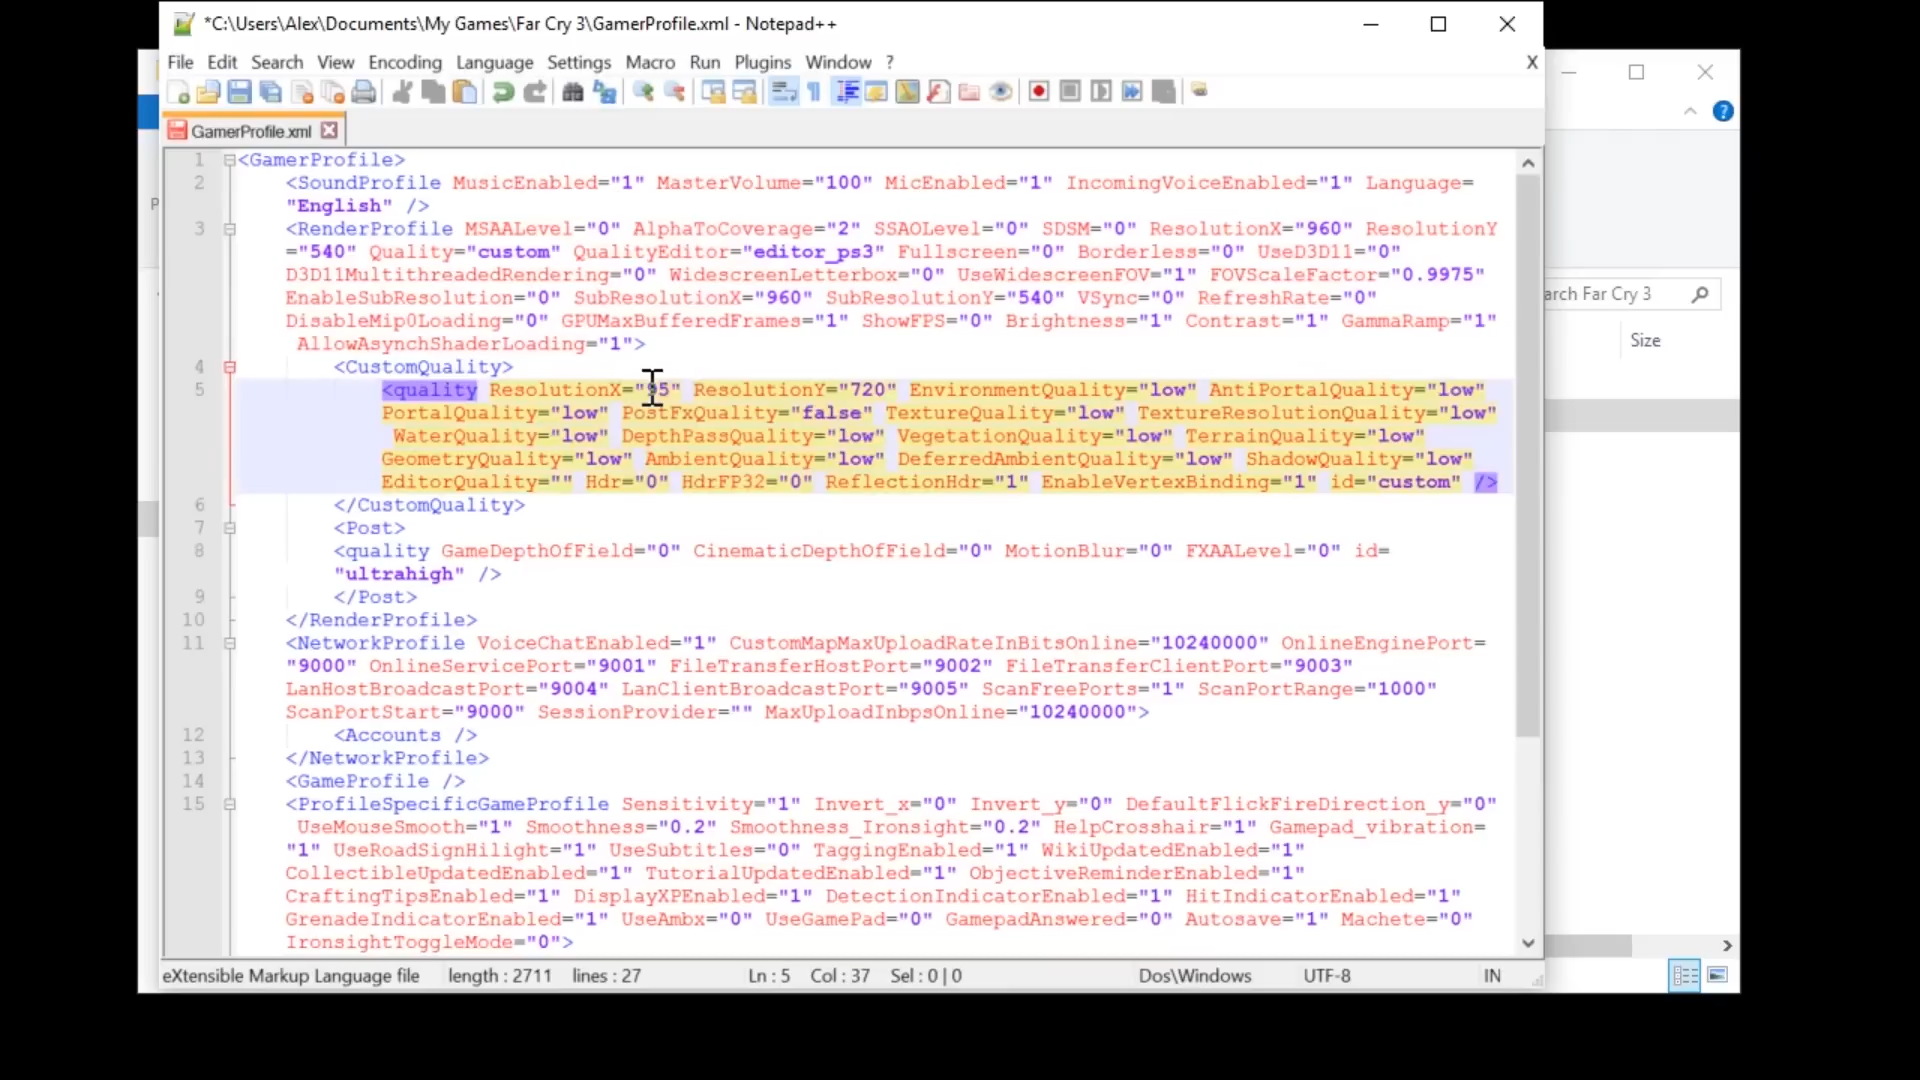 *C:\Users\Alex\Documents\My Games\Far Cry 3\GamerProfile.xml - Notepad++
File Edit Search View Encoding Language Settings Macro Run Plugins Window ? X
GamerProfile.xml
1 <GamerProfile>
2 <SoundProfile MusicEnabled="1" MasterVolume="100" MicEnabled="1" IncomingVoiceEnabled="1" Language=
"English" />
3 <RenderProfile MSAALevel="0" AlphaToCoverage="2" SSAOLevel="0" SDSM="0" ResolutionX="960" ResolutionY
="540" Quality="custom" QualityEditor="editor_ps3" Fullscreen="0" Borderless="0" UseD3D11="0"
D3D11MultithreadedRendering="0" WidescreenLetterbox="0" UseWidescreenFOV="1" FOVScaleFactor="0.9975"
EnableSubResolution="0" SubResolutionX="960" SubResolutionY="540" VSync="0" RefreshRate="0"
DisableMip0Loading="0" GPUMaxBufferedFrames="1" ShowFPS="0" Brightness="1" Contrast="1" GammaRamp="1"
AllowAsynchShaderLoading="1">
4 <CustomQuality>
5 <quality ResolutionX="95" ResolutionY="720" EnvironmentQuality="low" AntiPortalQuality="low"
PortalQuality="low" PostFxQuality="false" TextureQuality="low" TextureResolutionQuality="low"
WaterQuality="low" DepthPassQuality="low" VegetationQuality="low" TerrainQuality="low"
GeometryQuality="low" AmbientQuality="low" DeferredAmbientQuality="low" ShadowQuality="low"
EditorQuality="" Hdr="0" HdrFP32="0" ReflectionHdr="1" EnableVertexBinding="1" id="custom" />
6 </CustomQuality>
7 <Post>
8 <quality GameDepthOfField="0" CinematicDepthOfField="0" MotionBlur="0" FXAALevel="0" id=
"ultrahigh" />
9 </Post>
10 </RenderProfile>
11 <NetworkProfile VoiceChatEnabled="1" CustomMapMaxUploadRateInBitsOnline="10240000" OnlineEnginePort=
"9000" OnlineServicePort="9001" FileTransferHostPort="9002" FileTransferClientPort="9003"
LanHostBroadcastPort="9004" LanClientBroadcastPort="9005" ScanFreePorts="1" ScanPortRange="1000"
ScanPortStart="9000" SessionProvider="" MaxUploadInbpsOnline="10240000">
12 <Accounts />
13 </NetworkProfile>
14 <GameProfile />
15 <ProfileSpecificGameProfile Sensitivity="1" Invert_x="0" Invert_y="0" DefaultFlickFireDirection_y="0"
UseMouseSmooth="1" Smoothness="0.2" Smoothness_Ironsight="0.2" HelpCrosshair="1" Gamepad_vibration=
"1" UseRoadSignHilight="1" UseSubtitles="0" TaggingEnabled="1" WikiUpdatedEnabled="1"
CollectibleUpdatedEnabled="1" TutorialUpdatedEnabled="1" ObjectiveReminderEnabled="1"
CraftingTipsEnabled="1" DisplayXPEnabled="1" DetectionIndicatorEnabled="1" HitIndicatorEnabled="1"
GrenadeIndicatorEnabled="1" UseAmbx="0" UseGamePad="0" GamepadAnswered="0" Autosave="1" Machete="0"
IronsightToggleMode="0">
eXtensible Markup Language file length : 2711 lines : 27 Ln : 5 Col : 37 Sel : 0 | 0 Dos\Windows UTF-8 IN
P
?
arch Far Cry 3
Size